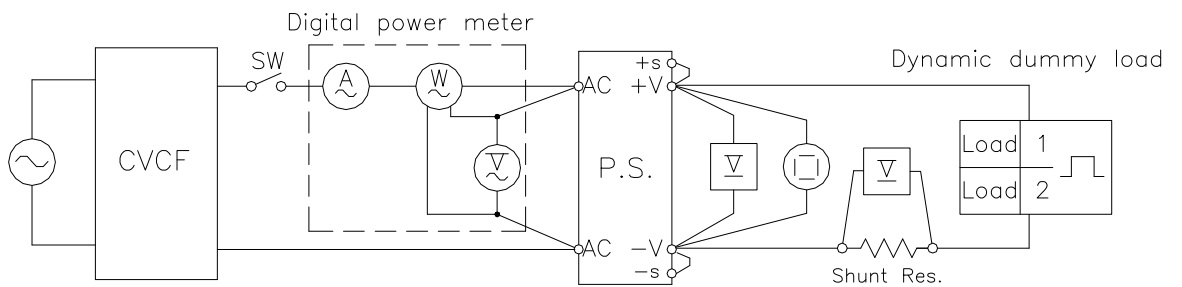 Digital power meter
SW
A
W
V
CVCF
AC
AC
P.S.
+s
+V
-V
-s
V
V
Dynamic dummy load
Load 1
Load 2
Shunt Res.